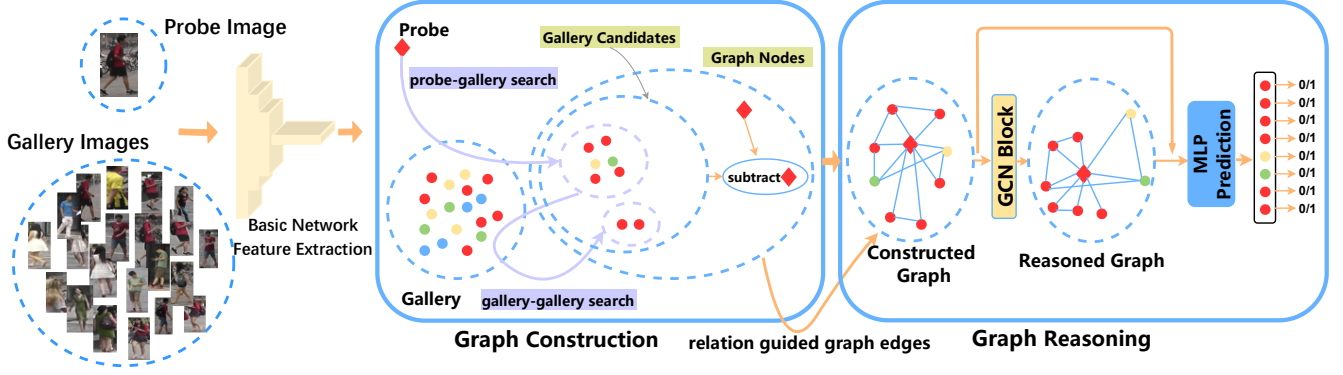 Probe Image
Gallery Images
Basic Network
Feature Extraction
Probe
probe-gallery search
Gallery Candidates
Graph Nodes
subtract
Gallery
gallery-gallery search
Graph Construction
relation guided graph edges
Constructed
Graph
GCN Block
Reasoned Graph
MLP
Prediction
0/1
0/1
0/1
0/1
0/1
0/1
0/1
0/1
Graph Reasoning